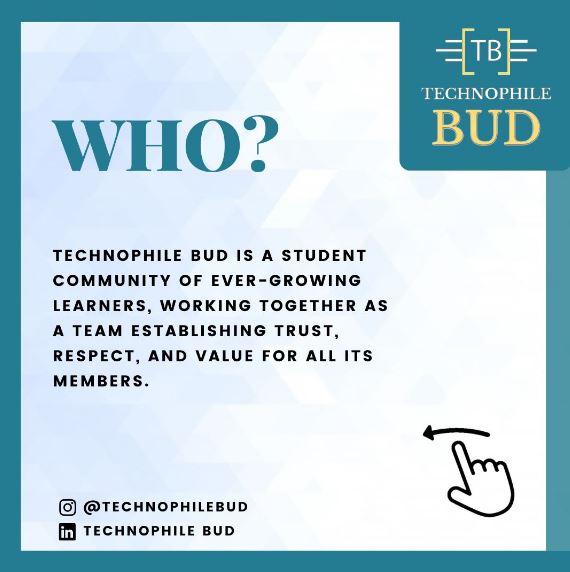 TB
TECHNOPHILE
BUD
WHO?
TECHNOPHILE BUD IS A STUDENT
COMMUNITY OF EVER-GROWING
LEARNERS, WORKING TOGETHER AS
A TEAM ESTABLISHING TRUST,
RESPECT, AND VALUE FOR ALL ITS
MEMBERS.
@TECHNOPHILEBUD
TECHNOPHILE BUD